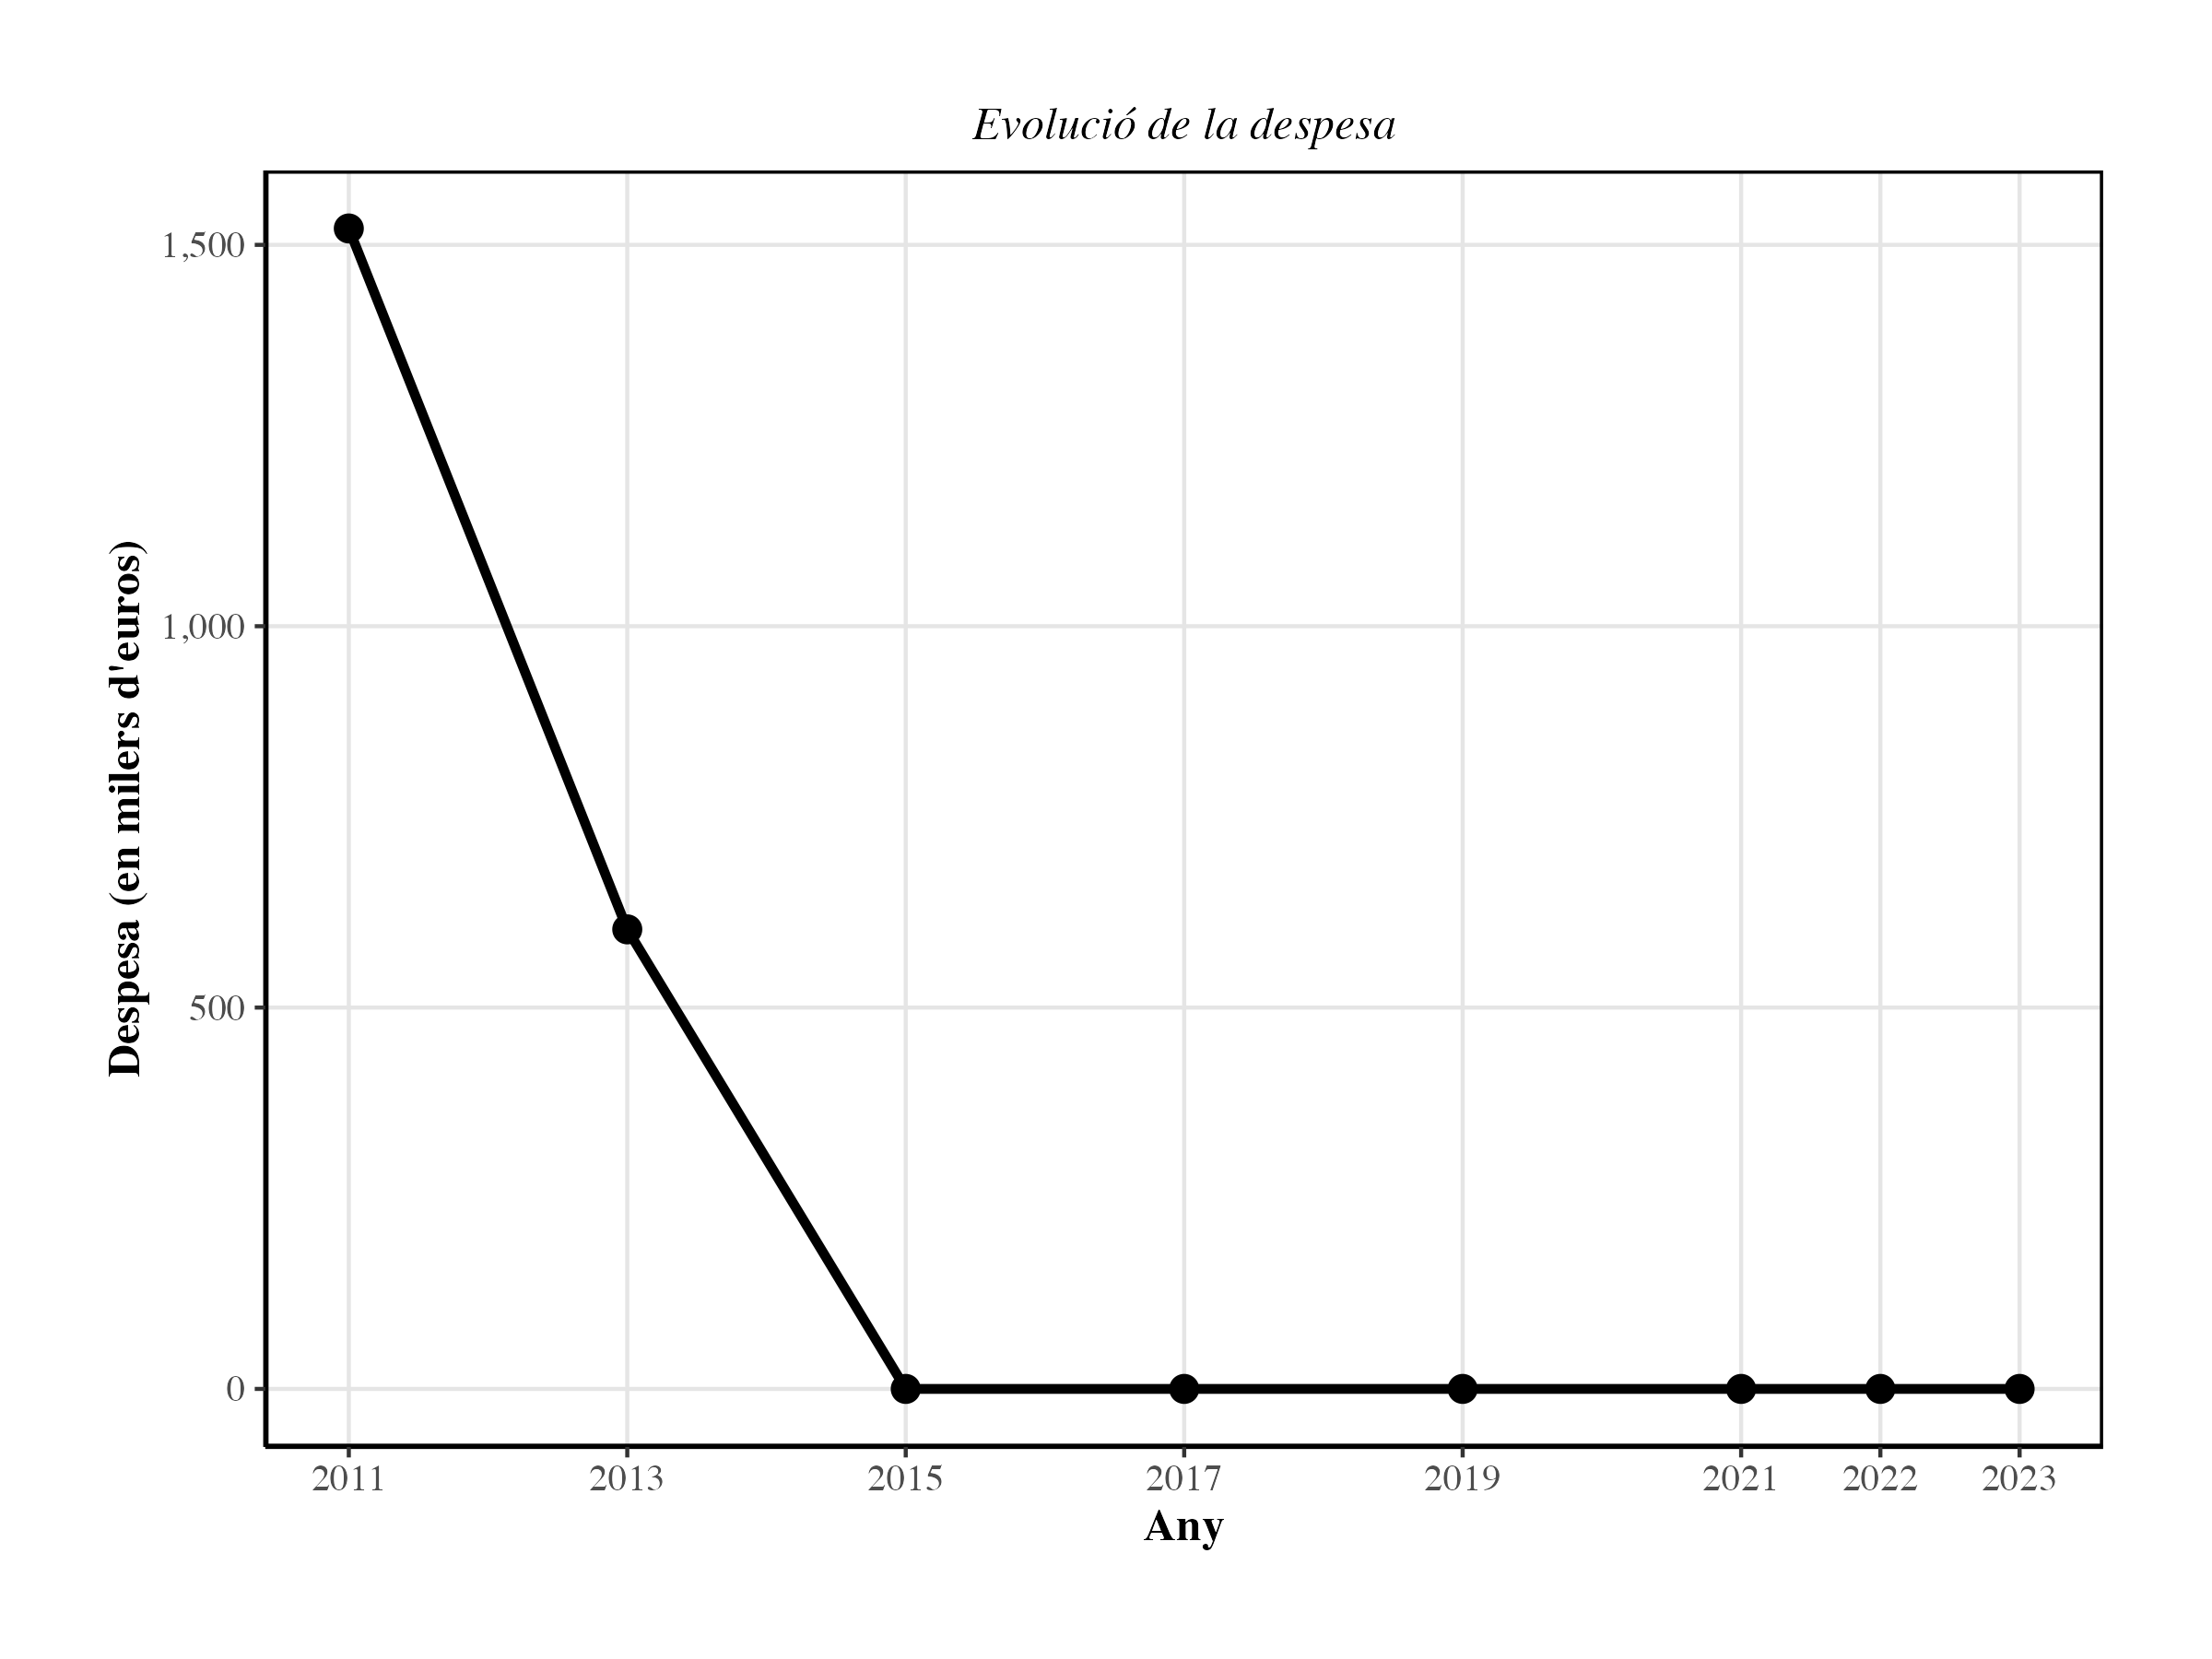 Evolució de la despesa
Despesa (en milers d'euros)
1,500
1,000
500
0
2011 2013 2015 2017 2019 2021 2022 2023
Any